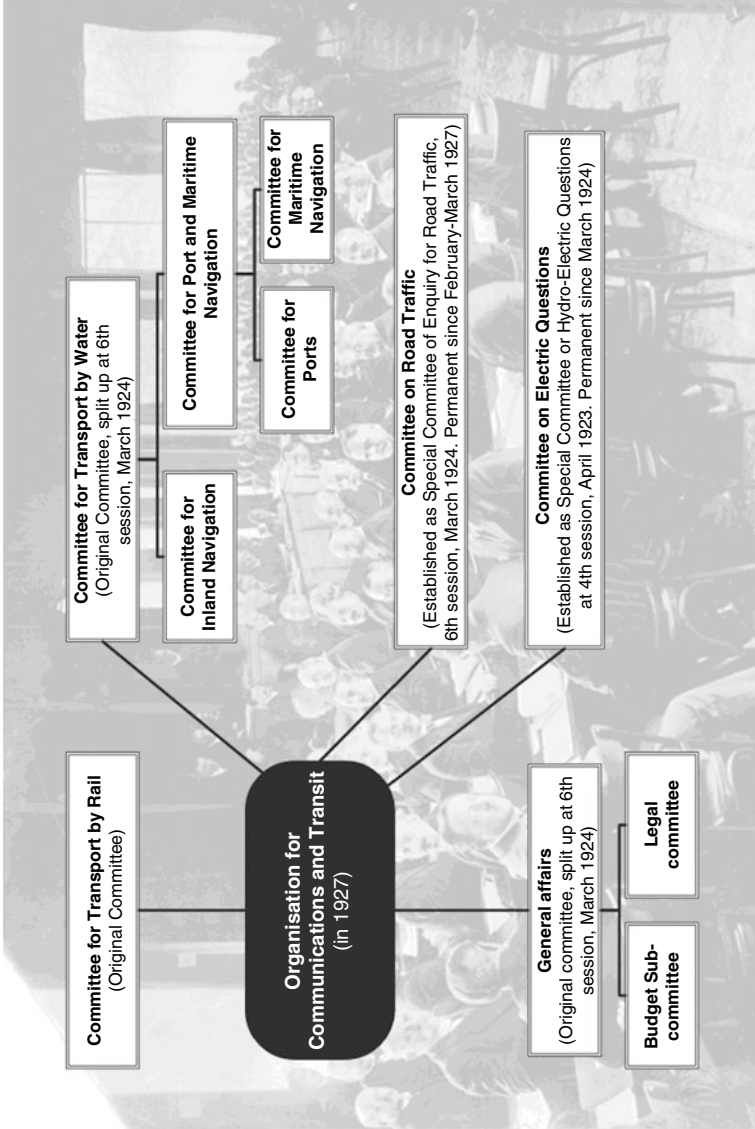 Committee for Transport by Rail
(Original Committee)
Committee for Transport by Water
(Original Committee, split up at 6th
session, March 1924)
Committee for
Inland Navigation
Committee for Port and Maritime
Navigation
Committee for
Ports
Committee for
Maritime
Navigation
Organisation for
Communications and Transit
(in 1927)
Committee on Road Traffic
(Established as Special Committee of Enquiry for Road Traffic,
6th session, March 1924. Permanent since February-March 1927)
Committee on Electric Questions
(Established as Special Committee or Hydro-Electric Questions
at 4th session, April 1923. Permanent since March 1924)
General affairs
(Original committee, split up at 6th
session, March 1924)
Budget Sub-
committee
Legal
committee